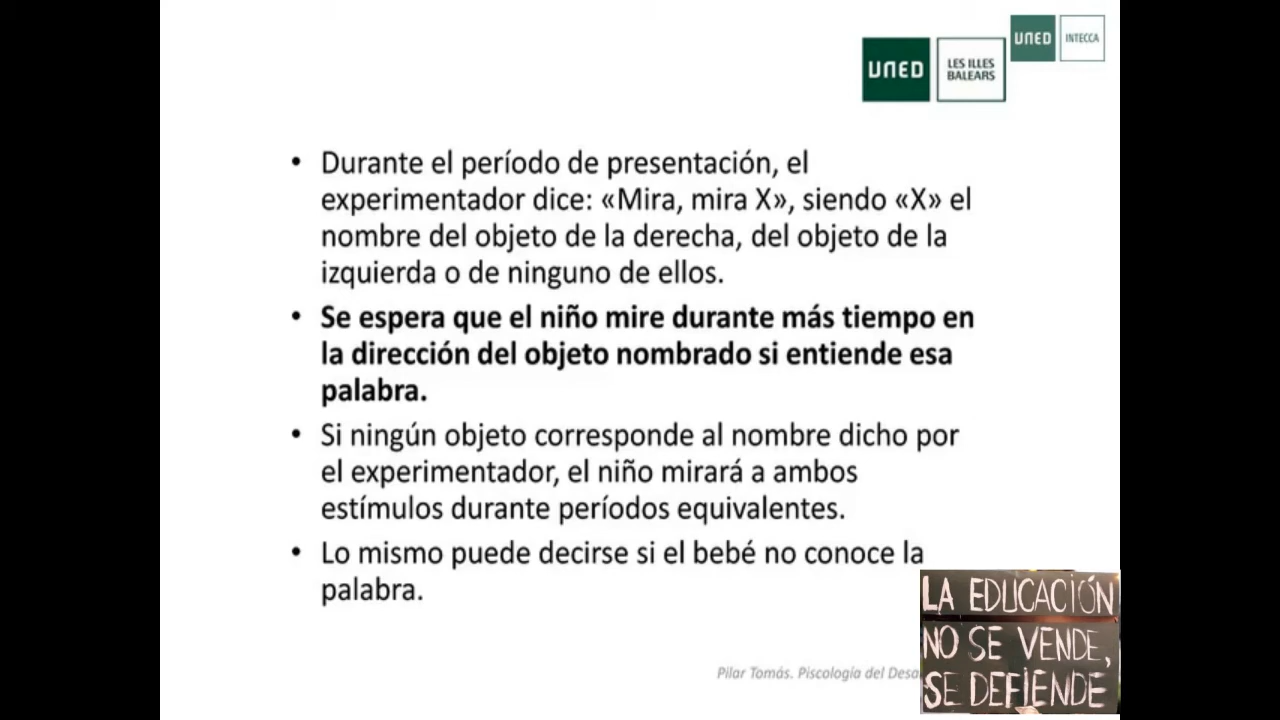 UNED
INTECCA
UNED
LES ILLES
BALEARS
• Durante el período de presentación, el
experimentador dice: «Mira, mira X», siendo «X» el
nombre del objeto de la derecha, del objeto de la
izquierda o de ninguno de ellos.
• Se espera que el niño mire durante más tiempo en
la dirección del objeto nombrado si entiende esa
palabra.
• Si ningún objeto corresponde al nombre dicho por
el experimentador, el niño mirará a ambos
estímulos durante períodos equivalentes.
• Lo mismo puede decirse si el bebé no conoce la
palabra.
LA EDUCACIÓN
NO SE VENDE,
SE DEFIENDE
Pilar Tomás. Piscología del